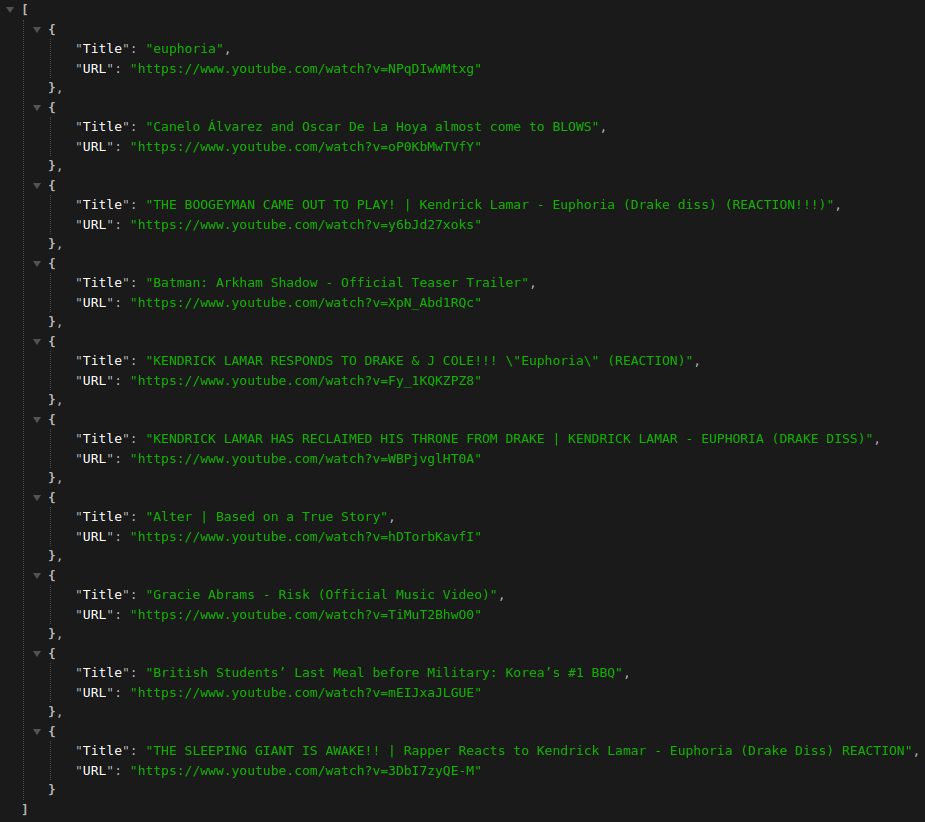 [
{
"Title": "euphoria",
"URL": "https://www.youtube.com/watch?v=NPqDIwWMtxg"
},
{
"Title": "Canelo Álvarez and Oscar De La Hoya almost come to BLOWS",
"URL": "https://www.youtube.com/watch?v=oP0KbMwTVfY"
},
{
"Title": "THE BOOGEYMAN CAME OUT TO PLAY! | Kendrick Lamar - Euphoria (Drake diss) (REACTION!!!)",
"URL": "https://www.youtube.com/watch?v=y6bJd27xoks"
},
{
"Title": "Batman: Arkham Shadow - Official Teaser Trailer",
"URL": "https://www.youtube.com/watch?v=XpN_Abd1RQc"
},
{
"Title": "KENDRICK LAMAR RESPONDS TO DRAKE & J COLE!!! \"Euphoria\" (REACTION)",
"URL": "https://www.youtube.com/watch?v=Fy_1KQKZPZ8"
},
{
"Title": "KENDRICK LAMAR HAS RECLAIMED HIS THRONE FROM DRAKE | KENDRICK LAMAR - EUPHORIA (DRAKE DISS)",
"URL": "https://www.youtube.com/watch?v=WBPjvglHT0A"
},
{
"Title": "Alter | Based on a True Story",
"URL": "https://www.youtube.com/watch?v=hDTorbKavfI"
},
{
"Title": "Gracie Abrams - Risk (Official Music Video)",
"URL": "https://www.youtube.com/watch?v=TiMuT2BhwO0"
},
{
"Title": "British Students’ Last Meal before Military: Korea’s #1 BBQ",
"URL": "https://www.youtube.com/watch?v=mEIJxaJLGUE"
},
{
"Title": "THE SLEEPING GIANT IS AWAKE!! | Rapper Reacts to Kendrick Lamar - Euphoria (Drake Diss) REACTION",
"URL": "https://www.youtube.com/watch?v=3DbI7zyQE-M"
}
]